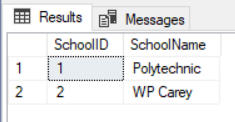 Results Messages
SchoolID SchoolName
1 1 Polytechnic
2 2 WP Carey